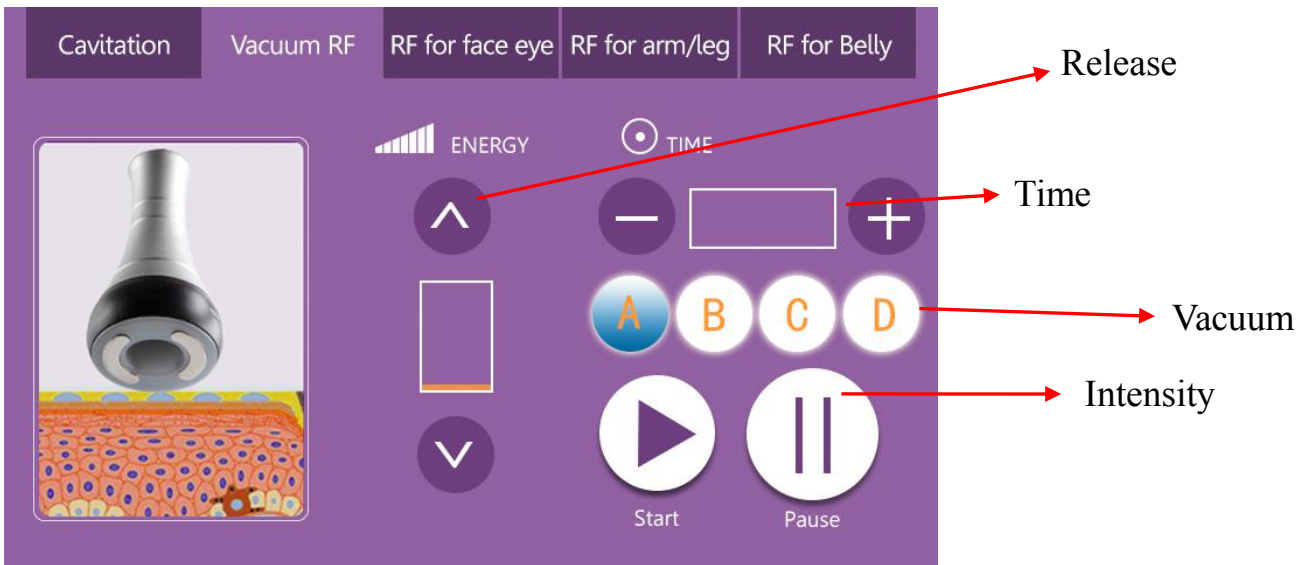 Cavitation
Vacuum RF
RF for face eye
RF for arm/leg
RF for Belly
Release
ENERGY
TIME
Time
A B C D
Vacuum
Intensity
Start
Pause